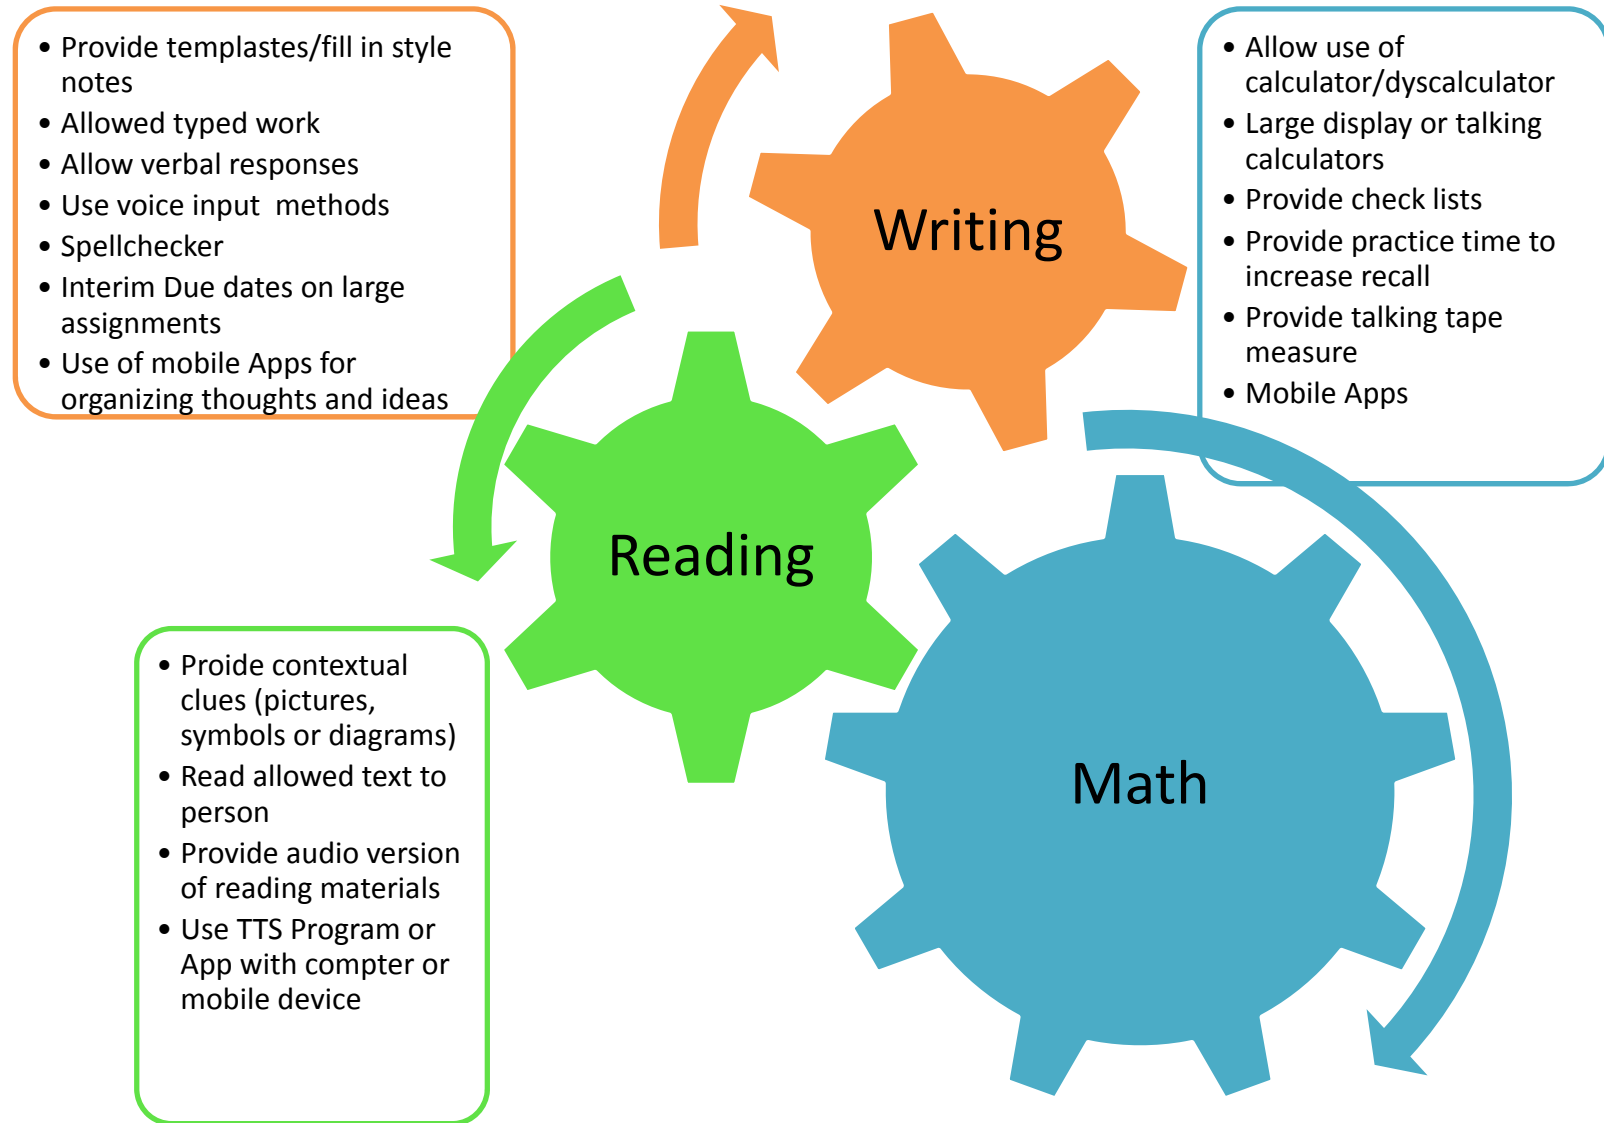 • Provide templastes/fill in style
notes
• Allowed typed work
• Allow verbal responses
• Use voice input  methods
• Spellchecker
• Interim Due dates on large
assignments
• Use of mobile Apps for
organizing thoughts and ideas
Writing
• Allow use of
calculator/dyscalculator
• Large display or talking
calculators
• Provide check lists
• Provide practice time to
increase recall
• Provide talking tape
measure
• Mobile Apps
Reading
• Proide contextual
clues (pictures,
symbols or diagrams)
• Read allowed text to
person
• Provide audio version
of reading materials
• Use TTS Program or
App with compter or
mobile device
Math